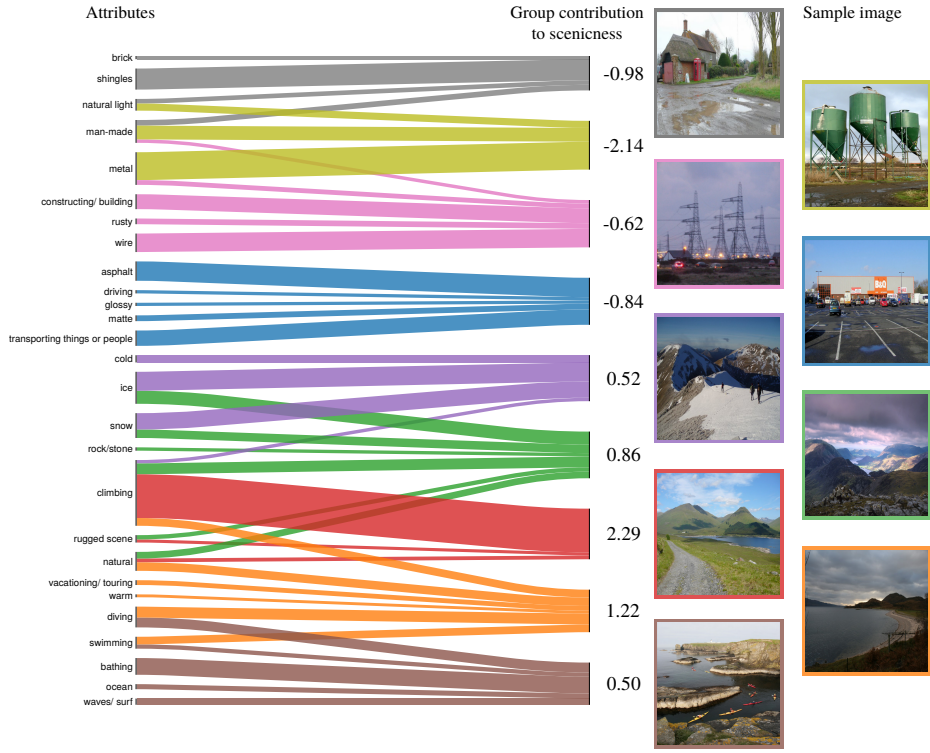 Attributes
Group contribution
to scenicness
Sample image
brick
shingles
natural light
man-made
metal
constructing/ building
rusty
wire
asphalt
driving
glossy
matte
transporting things or people
cold
ice
snow
rock/stone
climbing
rugged scene
natural
vacationing/ touring
warm
diving
swimming
bathing
ocean
waves/ surf
-0.98
-2.14
-0.62
-0.84
0.52
0.86
2.29
1.22
0.50
B&Q